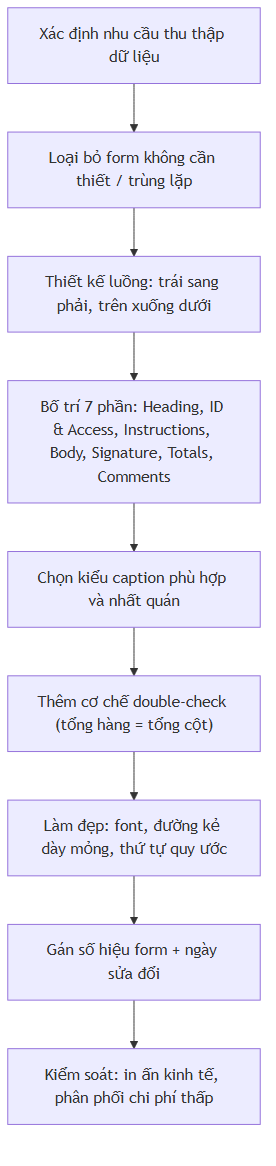 Xác định nhu cầu thu thập
dữ liệu
Loại bỏ form không cần
thiết / trùng lặp
Thiết kế luồng: trái sang
phải, trên xuống dưới
Bố trí 7 phần: Heading, ID
& Access, Instructions,
Body, Signature, Totals,
Comments
Chọn kiểu caption phù hợp
và nhất quán
Thêm cơ chế double-check
(tổng hàng = tổng cột)
Làm đẹp: font, đường kẻ
dày mỏng, thứ tự quy ước
Gán số hiệu form + ngày
sửa đổi
Kiểm soát: in ấn kinh tế,
phân phối chi phí thấp